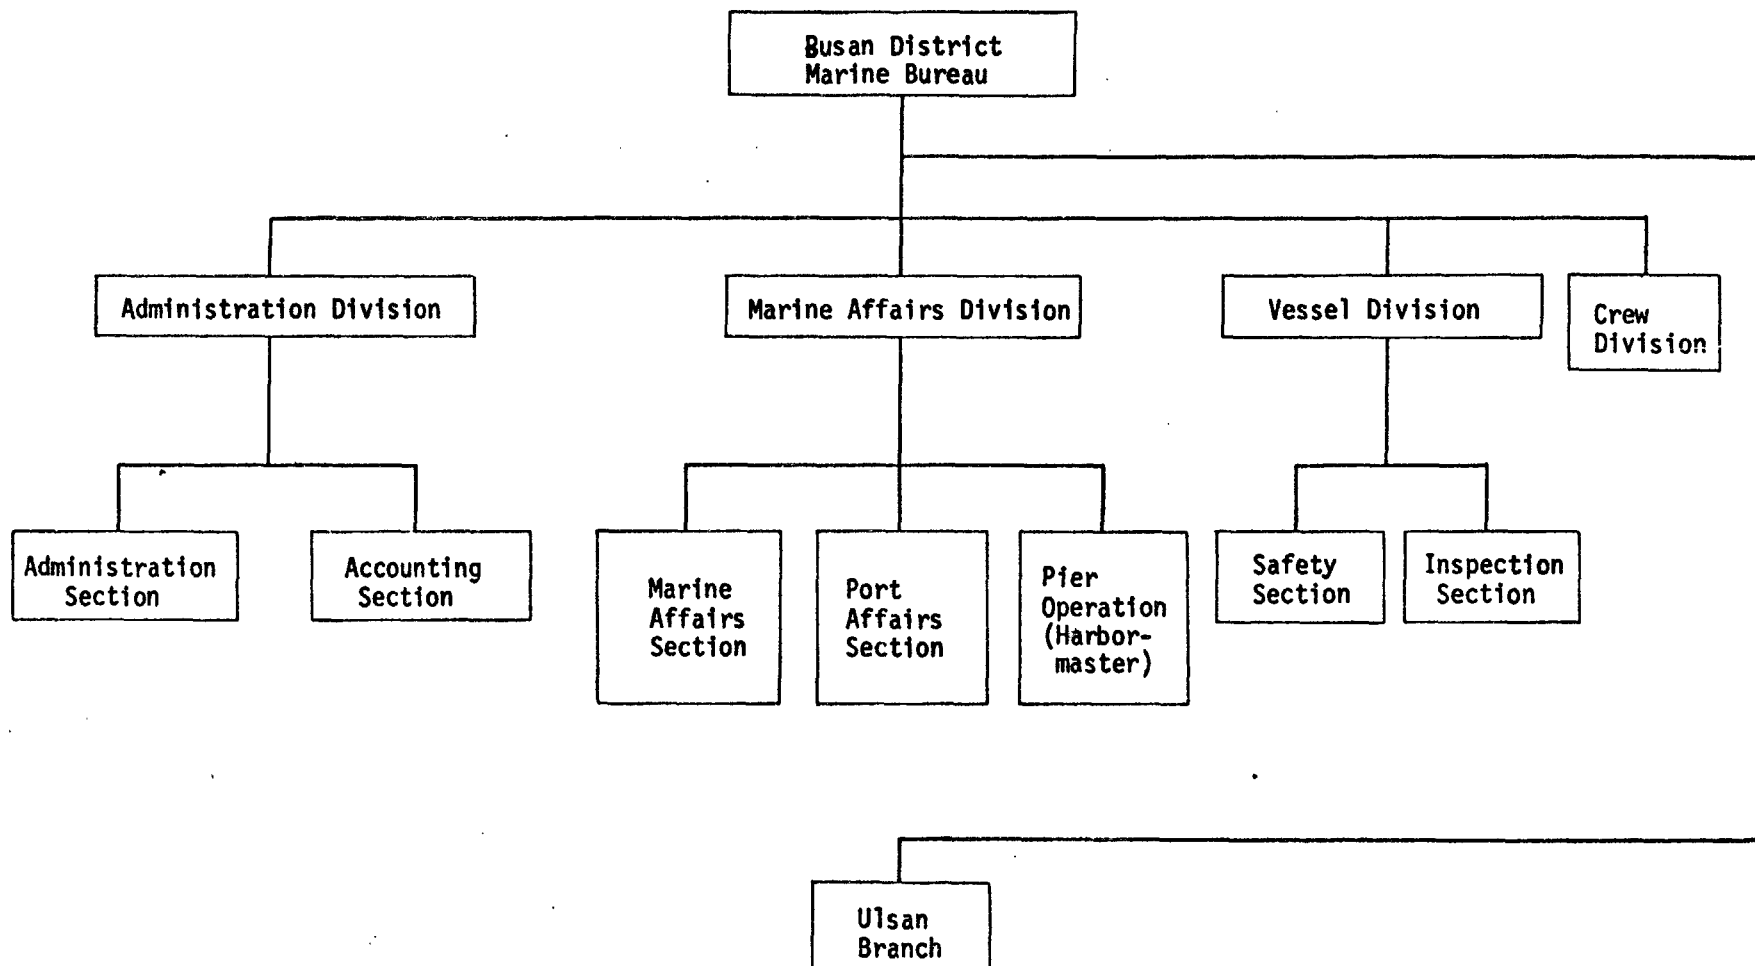 Busan District
Marine Bureau
Administration Division
Marine Affairs Division
Vessel Division
Crew
Division
Administration
Section
Accounting
Section
Marine
Affairs
Section
Port
Affairs
Section
Pier
Operation
(Harbor-
master)
Safety
Section
Inspection
Section
Ulsan
Branch